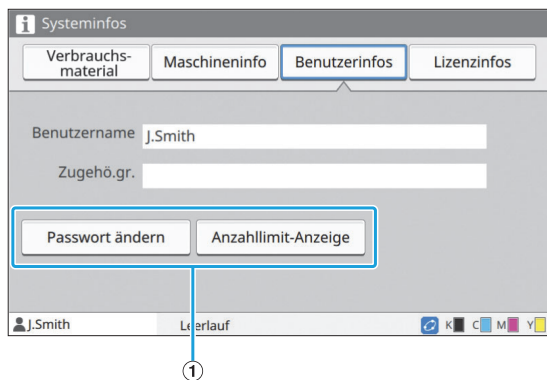 i Systeminfos
Verbrauchs-
material
Maschineninfo
Benutzerinfos
Lizenzinfos
Benutzername J.Smith
Zugehö.gr.
Passwort ändern
Anzahllimit-Anzeige
J.Smith
Leerlauf
K C M Y
①